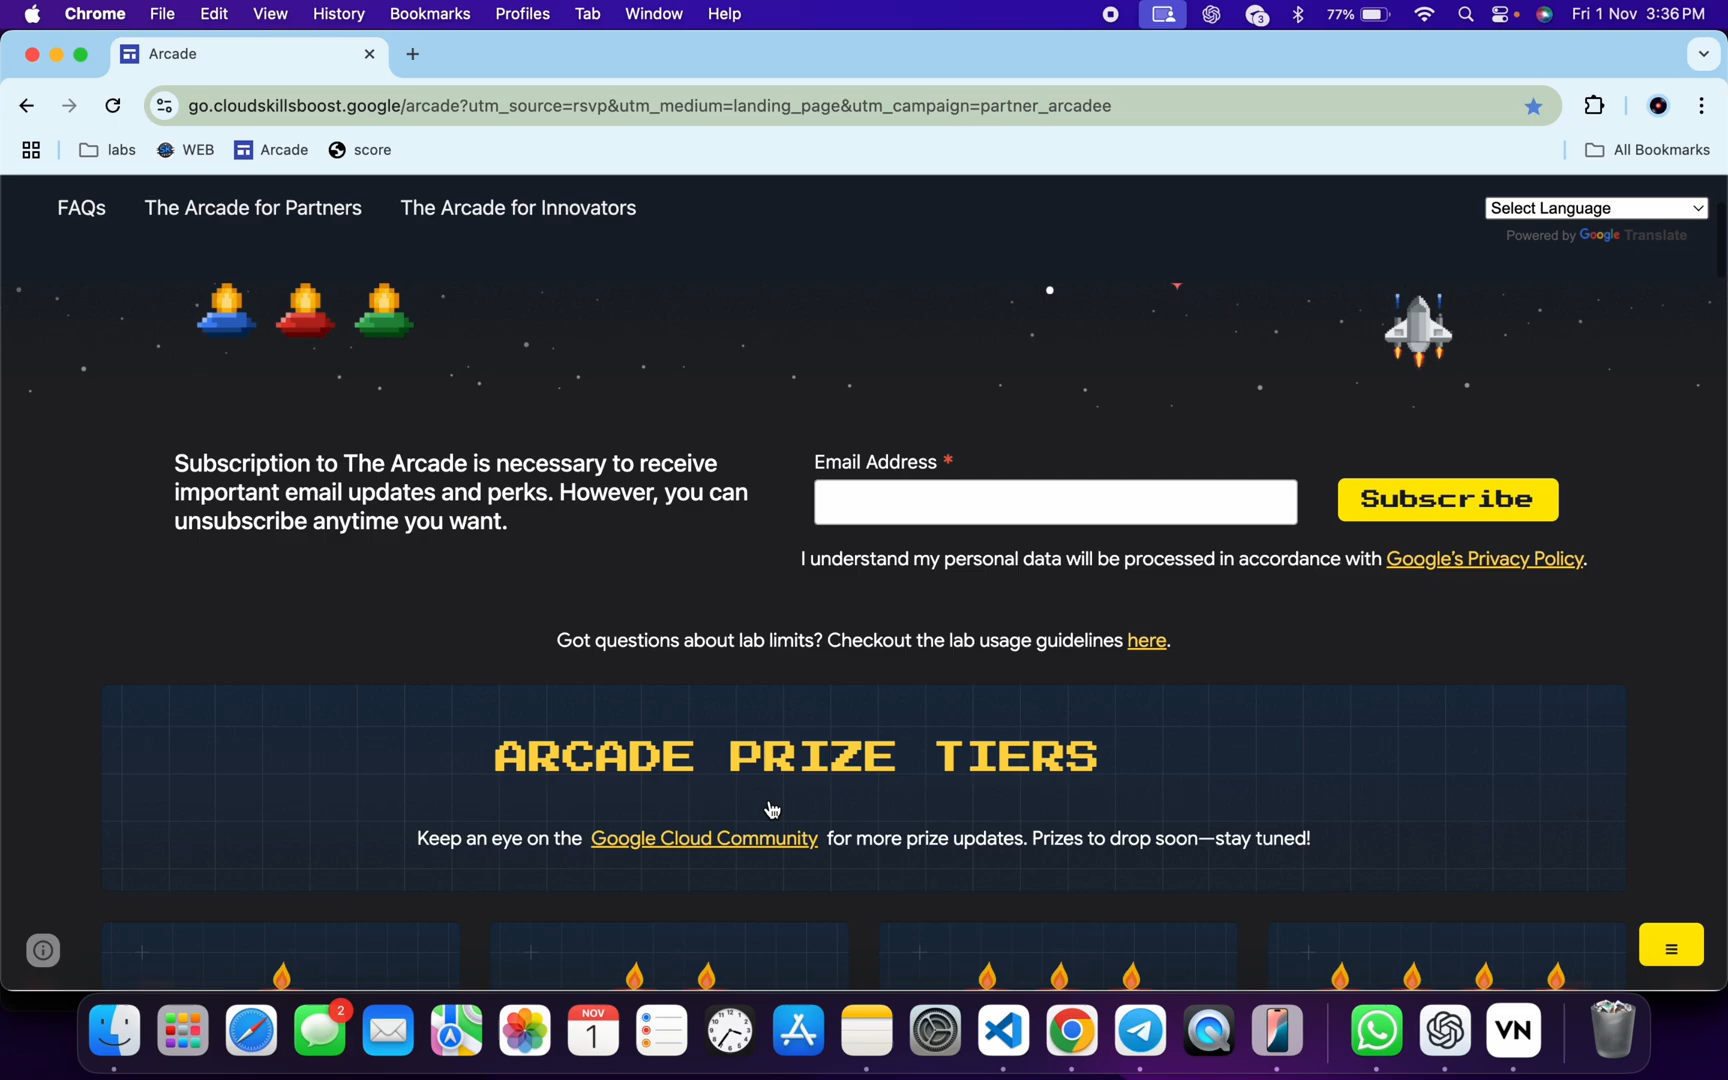 Chrome File Edit View History Bookmarks Profiles Tab Window Help 3 77% Fri 1 Nov 3:36 PM
Arcade
go.cloudskillsboost.google/arcade?utm_source=rsvp&utm_medium=landing_page&utm_campaign=partner_arcadee
labs WEB Arcade score All Bookmarks
FAQs The Arcade for Partners The Arcade for Innovators Select Language
Powered by Google Translate
Subscription to The Arcade is necessary to receive
important email updates and perks. However, you can
unsubscribe anytime you want.
Email Address *
Subscribe
I understand my personal data will be processed in accordance with Google's Privacy Policy.
Got questions about lab limits? Checkout the lab usage guidelines here.
ARCADE PRIZE TIERS
Keep an eye on the Google Cloud Community for more prize updates. Prizes to drop soon—stay tuned!
2
NOV
1
VN